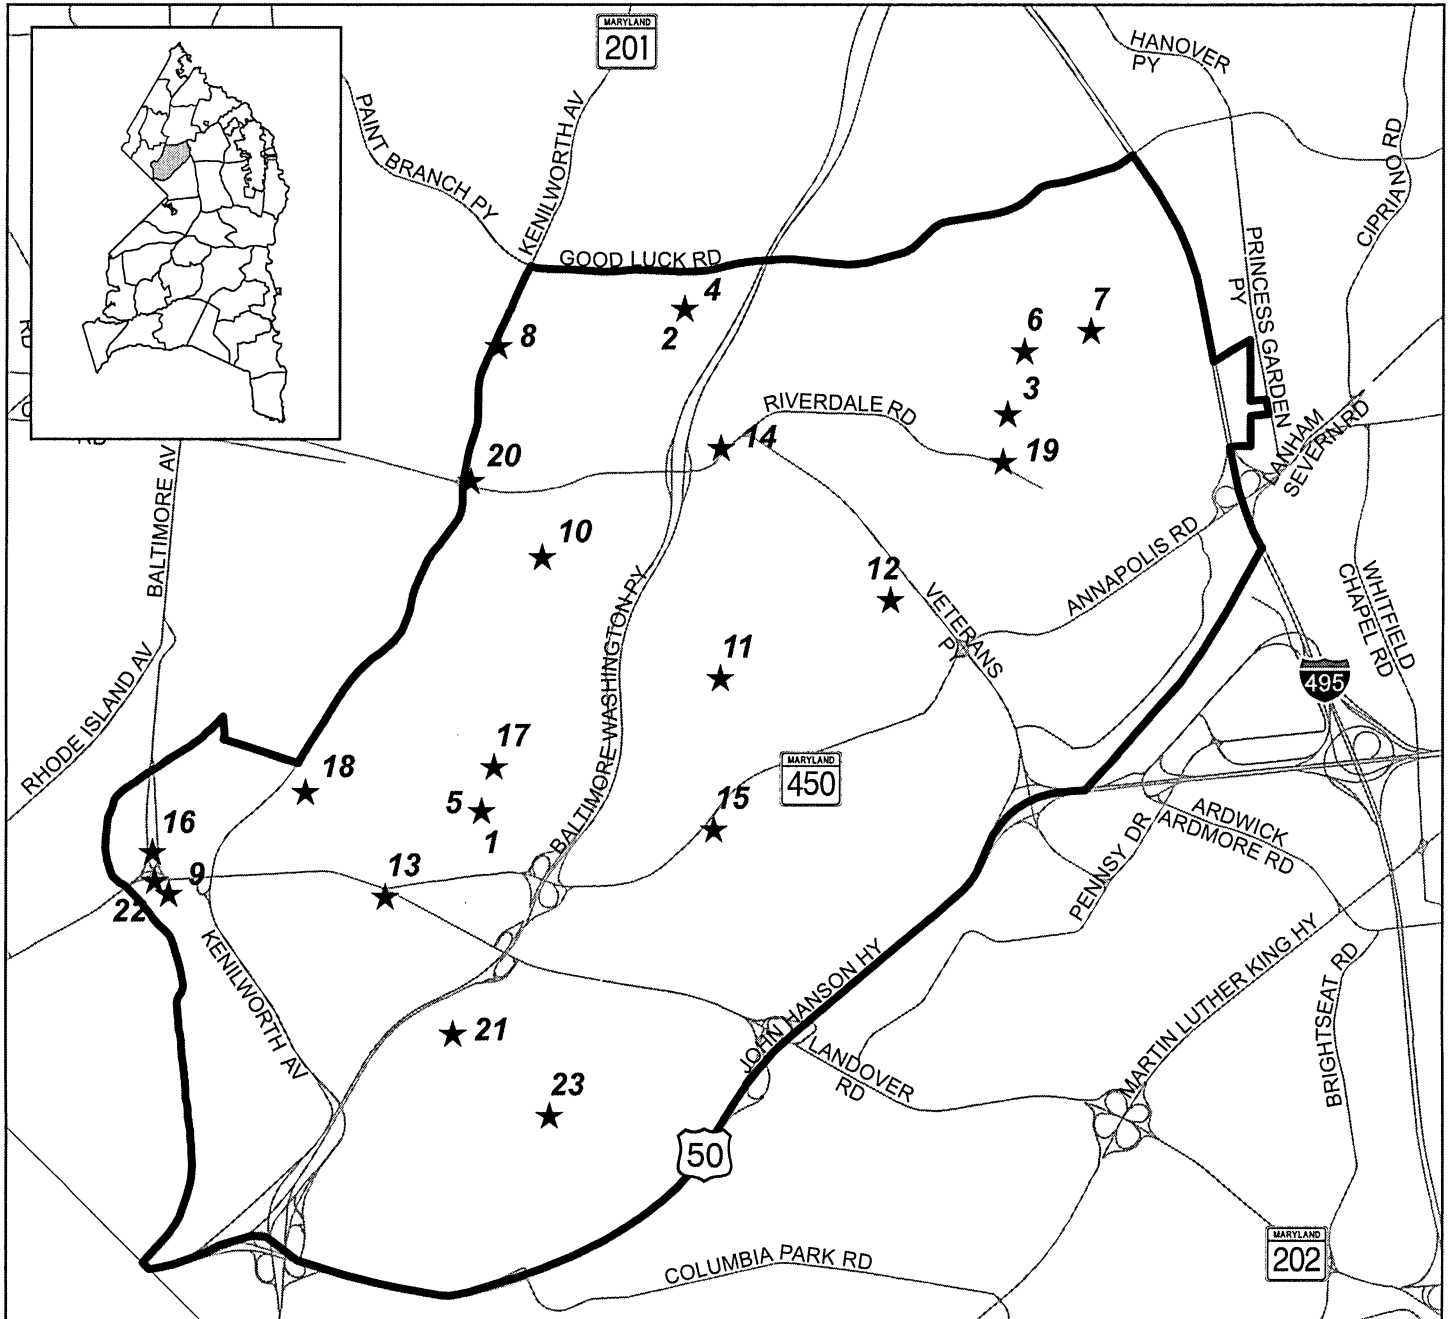 MARYLAND
201
HANOVER
PY
PAINT BRANCH PY
KENILWORTH AV
CIPRIANO RD
GOOD LUCK RD
PRINCESS GARDEN
PY
4
7
6
8
2
RD
3
RIVERDALE RD
14
LANHAM
SEVERN RD
19
20
BALTIMORE AV
10
ANNAPOLIS RD
12
VETERANS
PY
WHITFIELD
CHAPEL RD
BALTIMORE-WASHINGTON PY
11
RHODE ISLAND AV
495
17
18
MARYLAND
450
5
1
15
16
ARDWICK
ARDMORE RD
13
9
22
PENNSY DR
KENILWORTH AV
JOHN HANSON HY
MARTIN LUTHER KING HY
BRIGHTSEAT RD
21
LANDOVER
RD
23
50
MARYLAND
202
COLUMBIA PARK RD